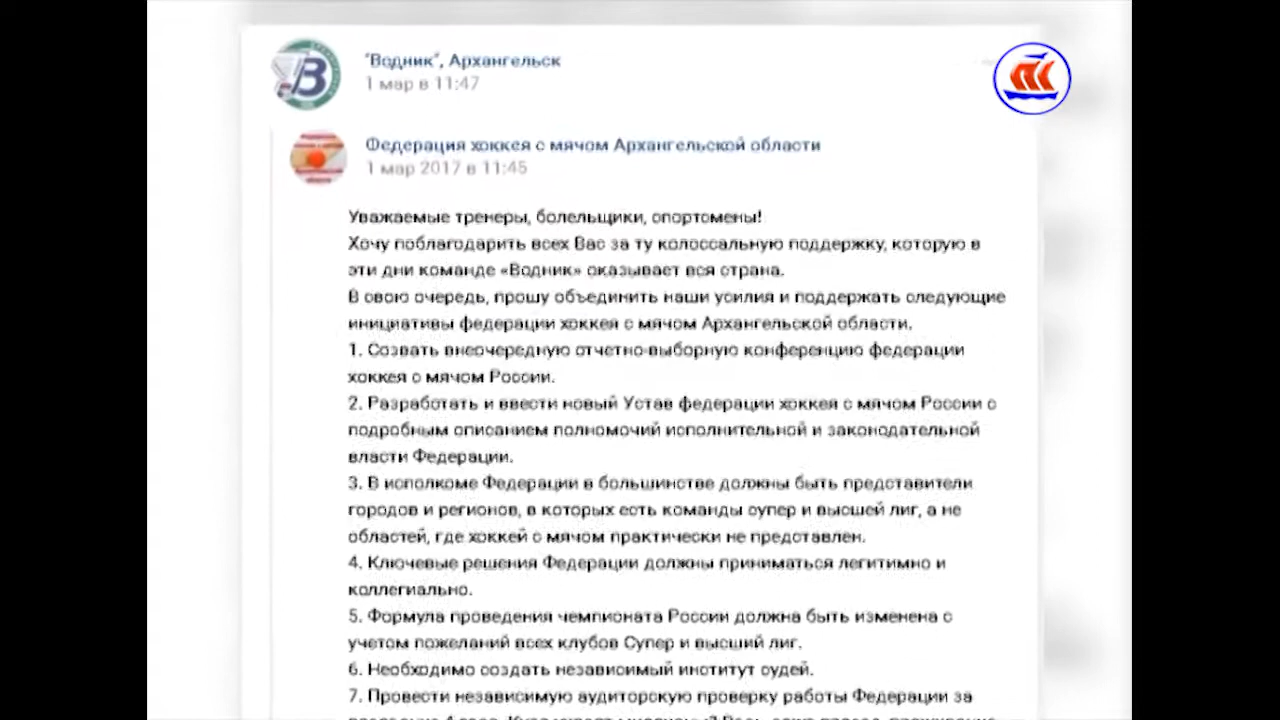 "Водник", Архангельск
1 мар в 11:47
Федерация хоккея с мячом Архангельской области
1 мар 2017 в 11:45
Уважаемые тренеры, болельщики, спортсмены!
Хочу поблагодарить всех Вас за ту колоссальную поддержку, которую в
эти дни команде «Водник» оказывает вся страна.
В свою очередь, прошу объединить наши усилия и поддержать следующие
инициативы федерации хоккея с мячом Архангельской области.
1. Созвать внеочередную отчетно-выборную конференцию федерации
хоккея с мячом России.
2. Разработать и ввести новый Устав федерации хоккея с мячом России с
подробным описанием полномочий исполнительной и законодательной
власти Федерации.
3. В исполкоме Федерации в большинстве должны быть представители
городов и регионов, в которых есть команды супер и высшей лиг, а не
областей, где хоккей с мячом практически не представлен.
4. Ключевые решения Федерации должны приниматься легитимно и
коллегиально.
5. Формула проведения чемпионата России должна быть изменена с
учетом пожеланий всех клубов Супер и высший лиг.
6. Необходимо создать независимый институт судей.
7. Провести независимую аудиторскую проверку работы Федерации за